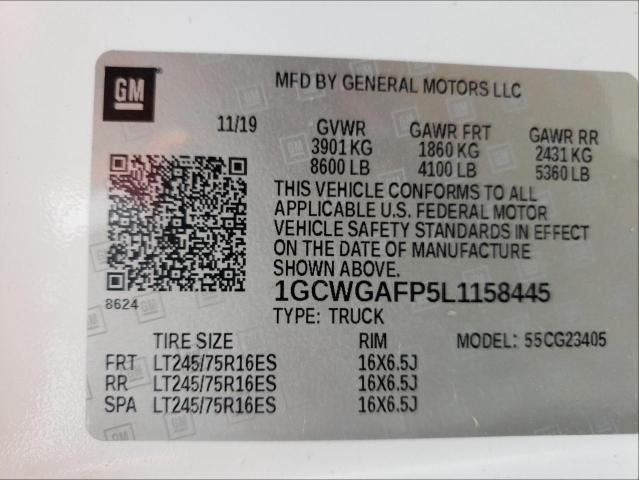 GM
MFD BY GENERAL MOTORS LLC
11/19 GVWR GAWR FRT GAWR RR
3901 KG 1860 KG 2431 KG
8600 LB 4100 LB 5360 LB
THIS VEHICLE CONFORMS TO ALL
APPLICABLE U.S. FEDERAL MOTOR
VEHICLE SAFETY STANDARDS IN EFFECT
ON THE DATE OF MANUFACTURE
SHOWN ABOVE.
8624
1GCWGAFP5L1158445
TYPE: TRUCK
TIRE SIZE RIM MODEL: 55CG23405
FRT LT245/75R16ES 16X6.5J
RR LT245/75R16ES 16X6.5J
SPA LT245/75R16ES 16X6.5J